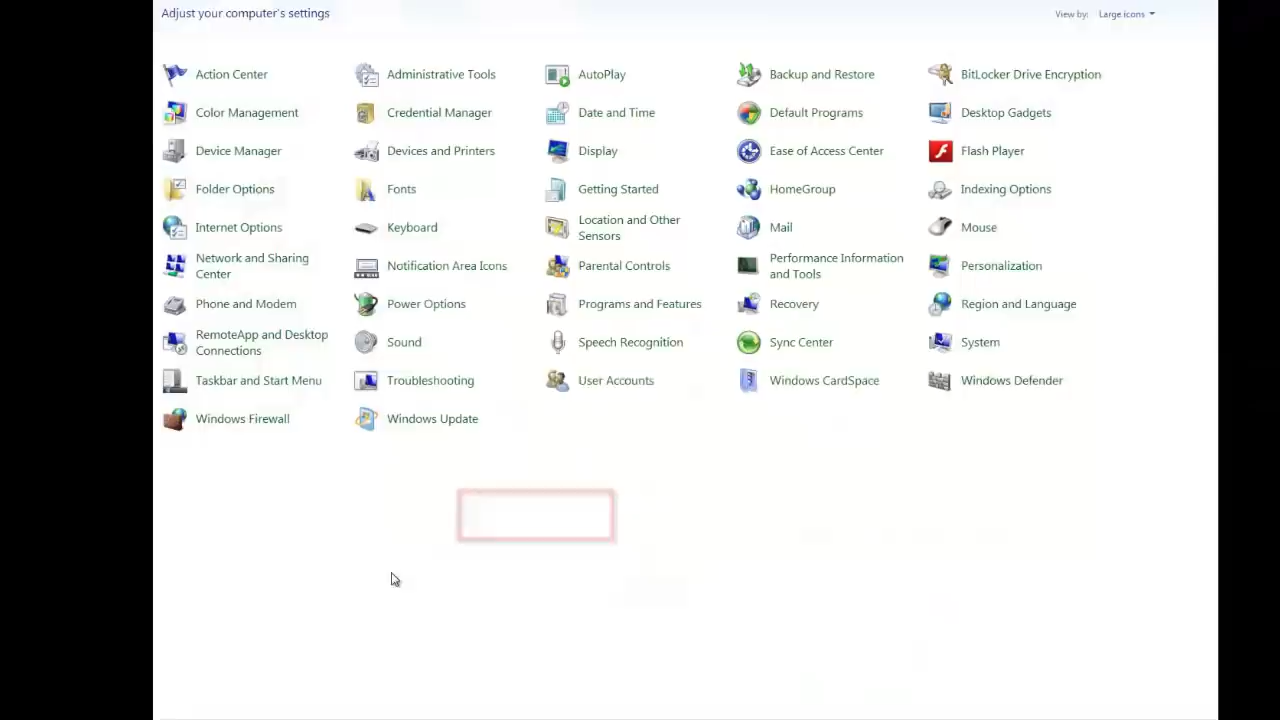 Adjust your computer's settings
View by: Large icons
Action Center
Administrative Tools
AutoPlay
Backup and Restore
BitLocker Drive Encryption
Color Management
Credential Manager
Date and Time
Default Programs
Desktop Gadgets
Device Manager
Devices and Printers
Display
Ease of Access Center
Flash Player
Folder Options
Fonts
Getting Started
HomeGroup
Indexing Options
Internet Options
Keyboard
Location and Other
Sensors
Mail
Mouse
Network and Sharing
Center
Notification Area Icons
Parental Controls
Performance Information
and Tools
Personalization
Phone and Modem
Power Options
Programs and Features
Recovery
Region and Language
RemoteApp and Desktop
Connections
Sound
Speech Recognition
Sync Center
System
Taskbar and Start Menu
Troubleshooting
User Accounts
Windows CardSpace
Windows Defender
Windows Firewall
Windows Update